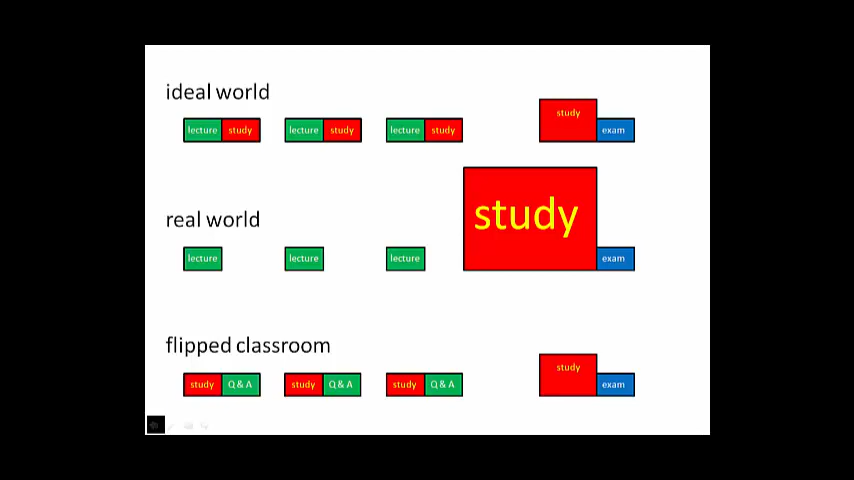 ideal world
study
lecture study lecture study lecture study exam
study
real world
lecture lecture lecture exam
flipped classroom
study
study Q & A study Q & A study Q & A exam